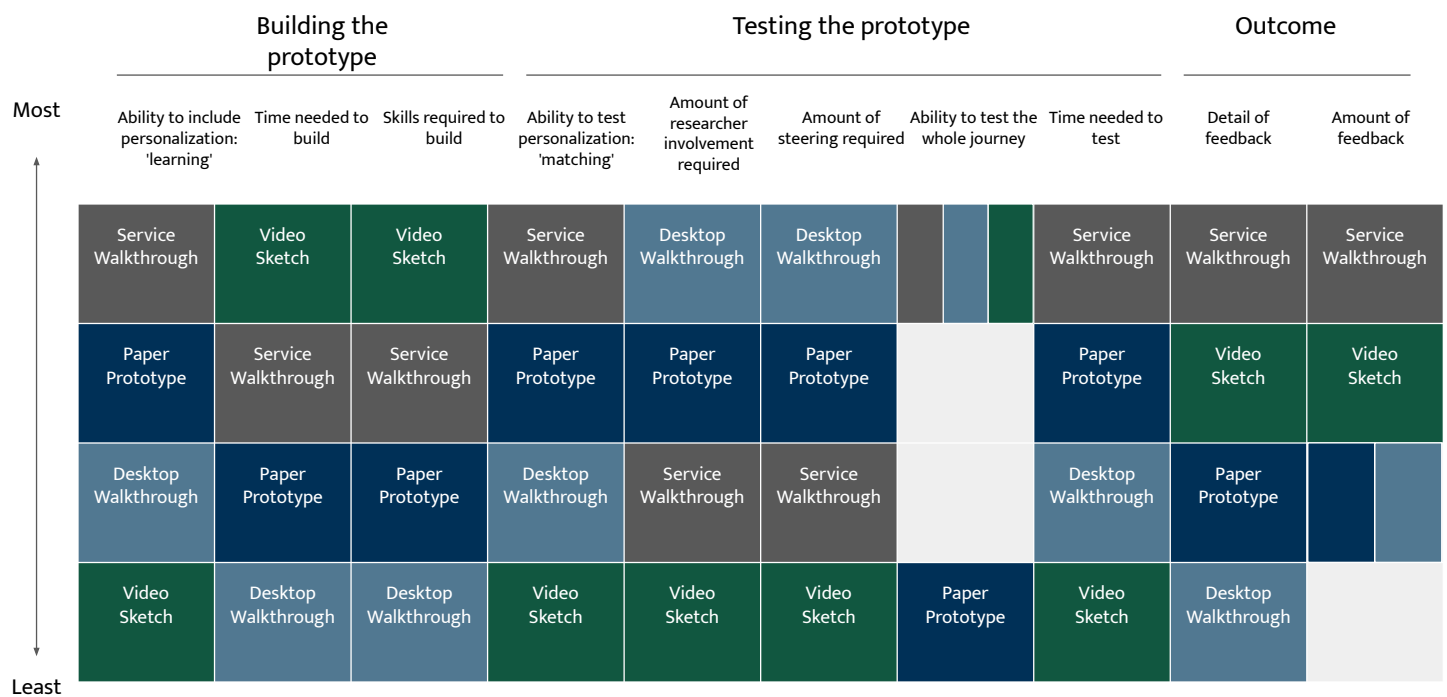 Building the
prototype
Testing the prototype
Outcome
Most
Ability to include
personalization:
'learning'
Time needed to
build
Skills required to
build
Ability to test
personalization:
'matching'
Amount of
researcher
involvement
required
Amount of
steering required
Ability to test the
whole journey
Time needed to
test
Detail of
feedback
Amount of
feedback
Service
Walkthrough
Video
Sketch
Video
Sketch
Service
Walkthrough
Desktop
Walkthrough
Desktop
Walkthrough
Service
Walkthrough
Service
Walkthrough
Service
Walkthrough
Paper
Prototype
Service
Walkthrough
Service
Walkthrough
Paper
Prototype
Paper
Prototype
Paper
Prototype
Paper
Prototype
Video
Sketch
Video
Sketch
Desktop
Walkthrough
Paper
Prototype
Paper
Prototype
Desktop
Walkthrough
Service
Walkthrough
Service
Walkthrough
Desktop
Walkthrough
Paper
Prototype
Video
Sketch
Desktop
Walkthrough
Desktop
Walkthrough
Video
Sketch
Video
Sketch
Video
Sketch
Paper
Prototype
Video
Sketch
Desktop
Walkthrough
Least